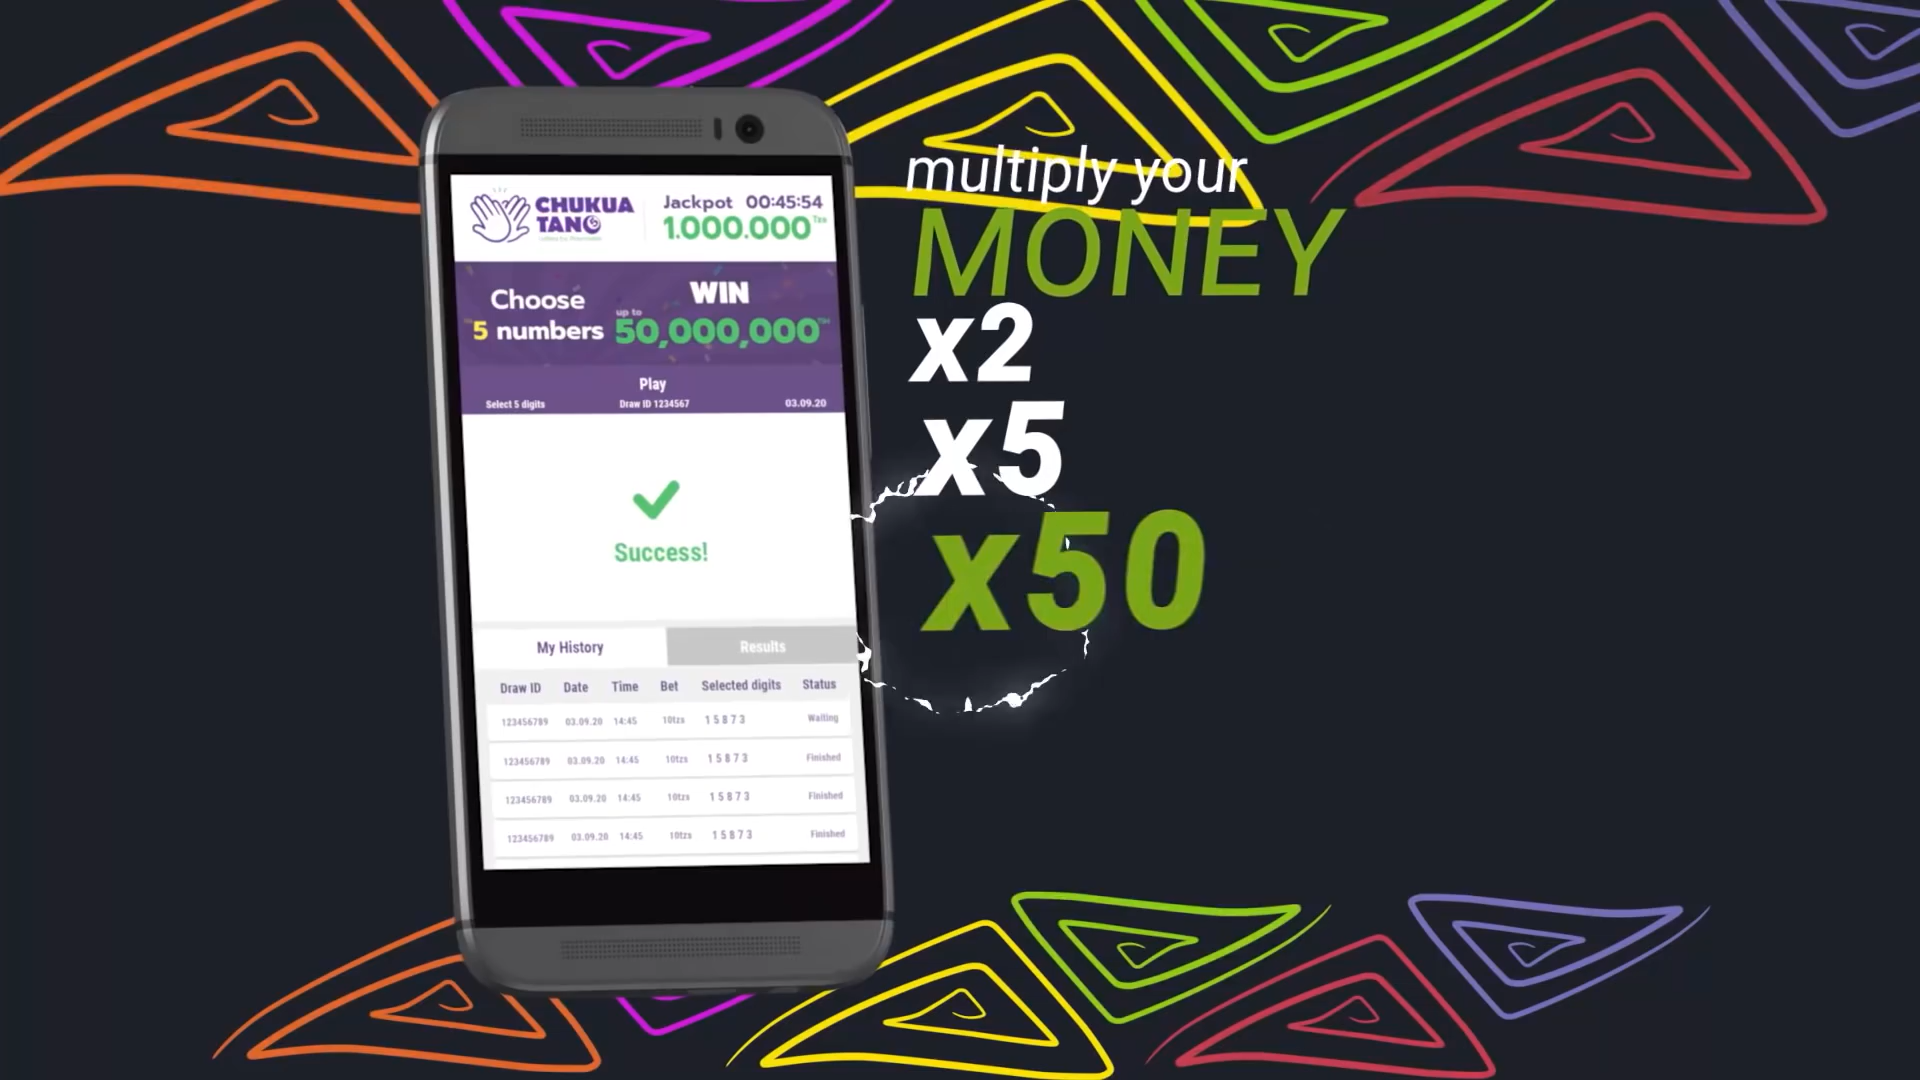 CHUKUA
TANO
Jackpot 00:45:54
1.000.000
Choose
5 numbers
WIN
up to
50,000,000
Play
Select 5 digits Draw ID 1234567 03.09.20
Success!
My History Results
Draw ID Date Time Bet Selected digits Status
123456789 03.09.20 14:45 10tzs 1 5 8 7 3 Waiting
123456789 03.09.20 14:45 10tzs 1 5 8 7 3 Finished
123456789 03.09.20 14:45 10tzs 1 5 8 7 3 Finished
123456789 03.09.20 14:45 10tzs 1 5 8 7 3 Finished
multiply your
MONEY
x2
x5
x50